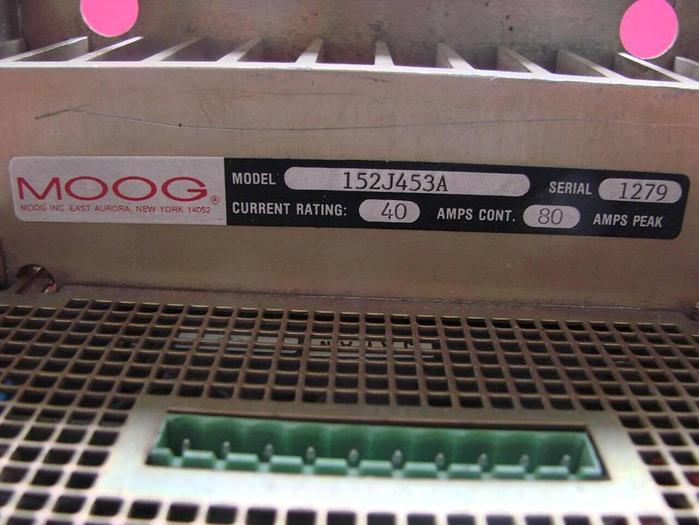 MOOG®
MOOG INC. EAST AURORA, NEW YORK 14052
MODEL 152J453A SERIAL 1279
CURRENT RATING: 40 AMPS CONT. 80 AMPS PEAK